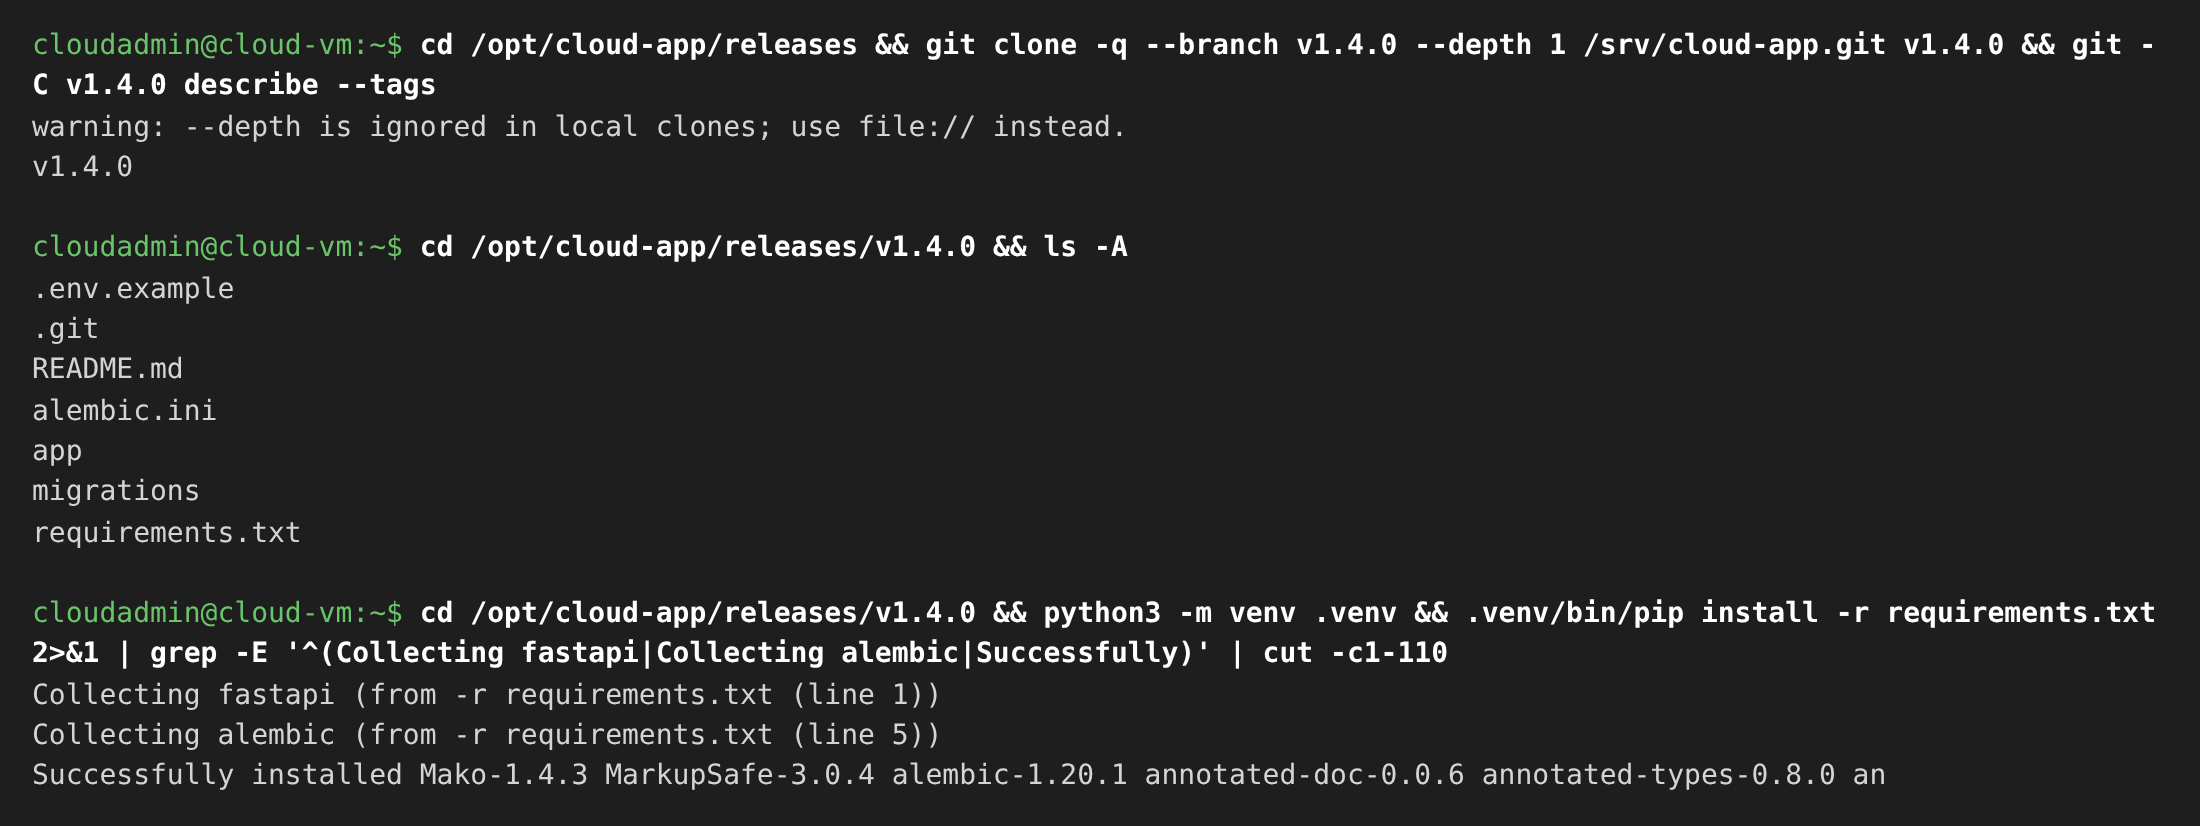 cloudadmin@cloud-vm:~$ cd /opt/cloud-app/releases && git clone -q --branch v1.4.0 --depth 1 /srv/cloud-app.git v1.4.0 && git -
C v1.4.0 describe --tags
warning: --depth is ignored in local clones; use file:// instead.
v1.4.0
cloudadmin@cloud-vm:~$ cd /opt/cloud-app/releases/v1.4.0 && ls -A
.env.example
.git
README.md
alembic.ini
app
migrations
requirements.txt
cloudadmin@cloud-vm:~$ cd /opt/cloud-app/releases/v1.4.0 && python3 -m venv .venv && .venv/bin/pip install -r requirements.txt
2>&1 | grep -E '^(Collecting fastapi|Collecting alembic|Successfully)' | cut -c1-110
Collecting fastapi (from -r requirements.txt (line 1))
Collecting alembic (from -r requirements.txt (line 5))
Successfully installed Mako-1.4.3 MarkupSafe-3.0.4 alembic-1.20.1 annotated-doc-0.0.6 annotated-types-0.8.0 an